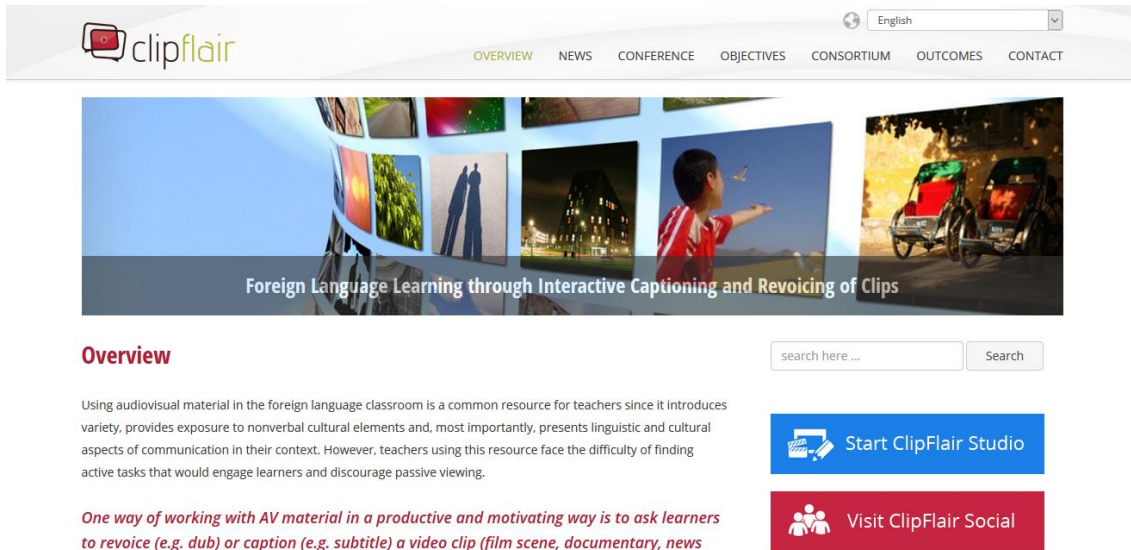 English
clipflair
OVERVIEW NEWS CONFERENCE OBJECTIVES CONSORTIUM OUTCOMES CONTACT
Foreign Language Learning through Interactive Captioning and Revoicing of Clips
Overview
search here ...
Search
Using audiovisual material in the foreign language classroom is a common resource for teachers since it introduces
variety, provides exposure to nonverbal cultural elements and, most importantly, presents linguistic and cultural
aspects of communication in their context. However, teachers using this resource face the difficulty of finding
active tasks that would engage learners and discourage passive viewing.
Start ClipFlair Studio
One way of working with AV material in a productive and motivating way is to ask learners
to revoice (e.g. dub) or caption (e.g. subtitle) a video clip (film scene, documentary, news
Visit ClipFlair Social